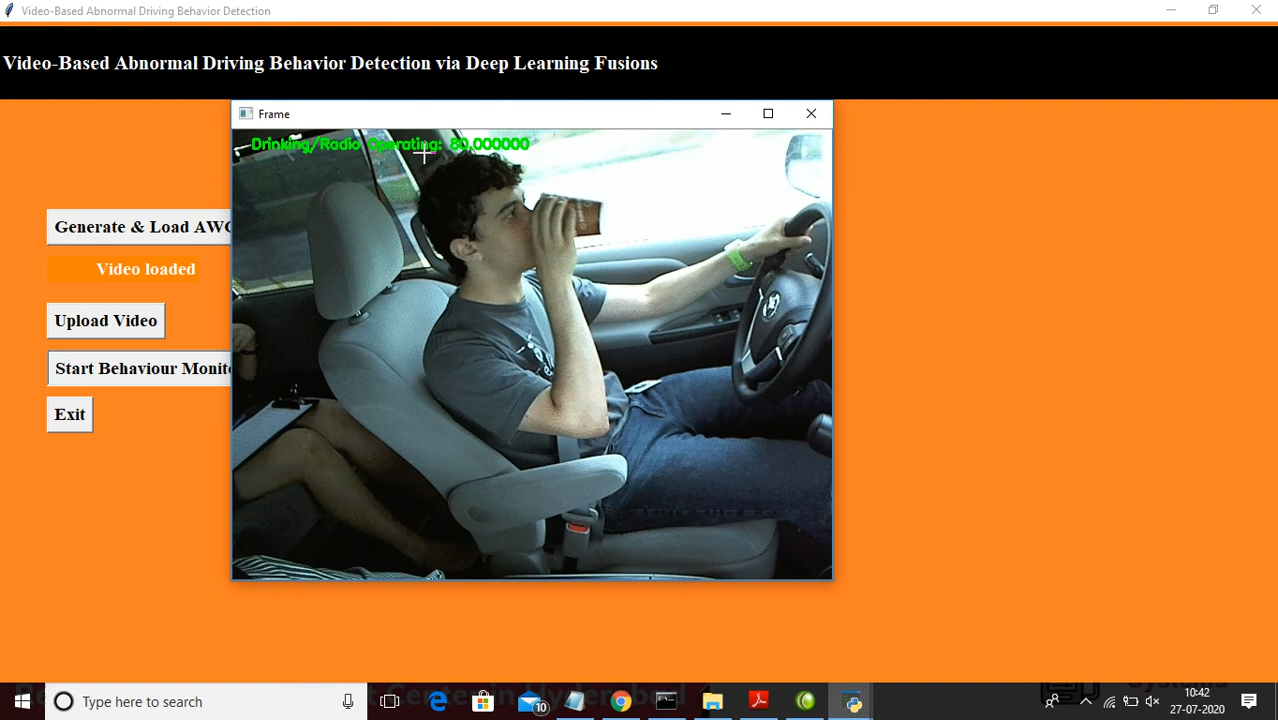 Video-Based Abnormal Driving Behavior Detection
Video-Based Abnormal Driving Behavior Detection via Deep Learning Fusions
Frame
Drinking/Radio Operating: 80.000000
Generate & Load AWG
Video loaded
Upload Video
Start Behaviour Monito
Exit
Type here to search
10
10:42
27-07-2020